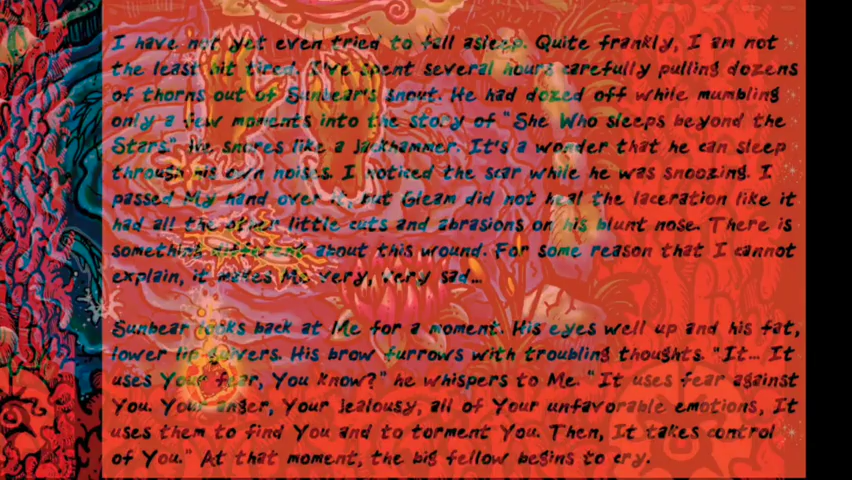 I have not yet even tried to fall asleep. Quite frankly, I am not
the least bit tired. I've spent several hours carefully pulling dozens
of thorns out of Sunbear's snout. He had dozed off while mumbling
only a few moments into the story of "She Who sleeps beyond the
Stars." He snores like a jackhammer. It's a wonder that he can sleep
through his own noises. I noticed the scar while he was snoozing. I
passed My hand over it, but Gleam did not heal the laceration like it
had all the other little cuts and abrasions on his blunt nose. There is
something different about this wound. For some reason that I cannot
explain, it makes Me very, very sad...
Sunbear looks back at Me for a moment. His eyes well up and his fat,
lower lip quivers. His brow furrows with troubling thoughts. "It... It
uses Your fear, You know?" he whispers to Me. "It uses fear against
You. Your anger, Your jealousy, all of Your unfavorable emotions, It
uses them to find You and to torment You. Then, It takes control
of You." At that moment, the big fellow begins to cry.